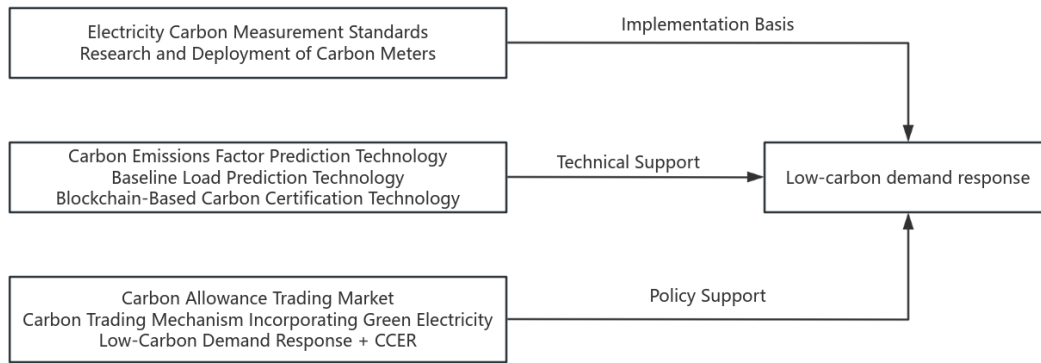 Electricity Carbon Measurement Standards
Research and Deployment of Carbon Meters
Implementation Basis
Carbon Emissions Factor Prediction Technology
Baseline Load Prediction Technology
Blockchain-Based Carbon Certification Technology
Technical Support
Low-carbon demand response
Carbon Allowance Trading Market
Carbon Trading Mechanism Incorporating Green Electricity
Low-Carbon Demand Response + CCER
Policy Support